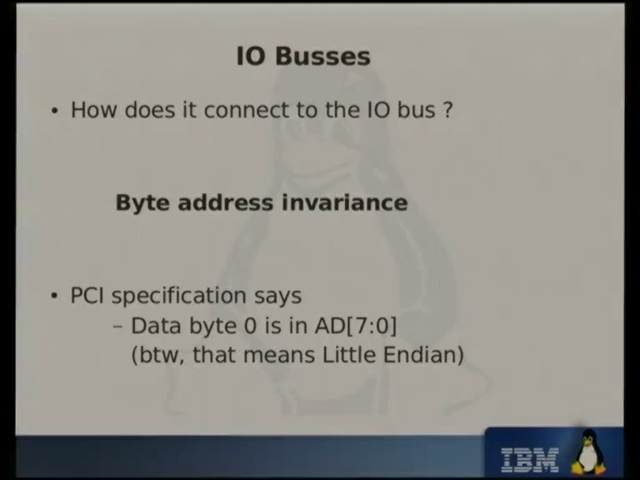 IO Busses
• How does it connect to the IO bus ?
Byte address invariance
• PCI specification says
– Data byte 0 is in AD[7:0]
(btw, that means Little Endian)
IBM